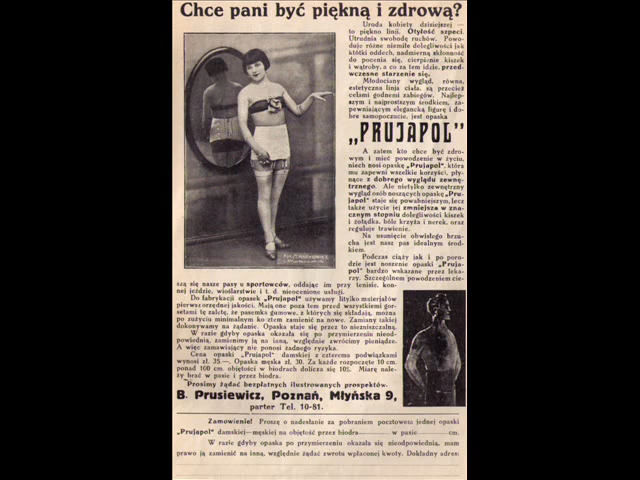 Chce pani być piękną i zdrową?
Uroda kobiety dzisiejszej —
to piękno linji. Otyłość szpeci.
Utrudnia swobodę ruchów. Powo-
duje różne niemiłe dolegliwości jak
krótki oddech, nadmierną skłonność
do pocenia się, cierpienie kiszek
i wątroby, a co za tem idzie, przed-
wczesne starzenie się.
Młodociany wygląd, równa,
estetyczna linja ciała, są przecież
celami godnemi zabiegów. Najlep-
szym i najprostszym środkiem, za-
pewniającym elegancką figurę i do-
bre samopoczucie, jest opaska
„PRUJAPOL"
A zatem kto chce być zdro-
wym i mieć powodzenie w życiu,
niech nosi opaskę „Prujapol", która
mu zapewni wszelkie korzyści, pły-
nące z dobrego wyglądu zewnę-
trznego. Ale nietylko zewnętrzny
wygląd osób noszących opaskę „Pru-
japol" staje się powabniejszym, lecz
także użycie jej zmniejsza w zna-
cznym stopniu dolegliwości kiszek
i żołądka, bóle krzyża i nerek, oraz
reguluje trawienie.
Na usunięcie obwisłego brzu-
cha jest nasz pas idealnym środ-
kiem.
Podczas ciąży jak i po poro-
dzie jest noszenie opaski „Pruja-
pol" bardzo wskazane przez leka-
rzy. Szczególnem powodzeniem cie-
szą się nasze pasy u sportowców, oddając im przy tenisie, kon-
nej jeździe, wioślarstwie i t. d. nieocenione usługi.
Do fabrykacji opasek „Prujapol" używamy li tylko materjałów
pierwszorzędnej jakości. Mają one poza tem przed wszystkiemi gor-
setami tę zaletę, że pasemka gumowe, z których się składają, można
po zużyciu minimalnym kosztem zamienić na nowe. Zamiany takiej
dokonywamy na żądanie. Opaska staje się przez to niezniszczalną.
W razie gdyby opaska okazała się po przymierzeniu nieod-
powiednią, zamienimy ją na inną, względnie zwrócimy pieniądze.
A więc zamawiający nie ponosi żadnego ryzyka.
Cena opaski „Prujapol" damskiej z czterema podwiązkami
wynosi zł. 35 —. Opaska męska zł. 30. Za każde rozpoczęte 10 cm.
ponad 100 cm. objętości w biodrach dolicza się 10%. Miarę nale-
ży brać w pasie i przez biodra.
Prosimy żądać bezpłatnych ilustrowanych prospektów.
B. Prusiewicz, Poznań, Młyńska 9,
parter Tel. 10-81.
Zamówienie! Proszę o nadesłanie za pobraniem pocztowem jednej opaski
„Prujapol" damskiej—męskiej na objętość przez biodra ——— w pasie ——— cm.
W razie gdyby opaska po przymierzeniu okazała się nieodpowiednia, mam
prawo ją zamienić na inną, względnie żądać zwrotu wpłaconej kwoty. Dokładny adres: